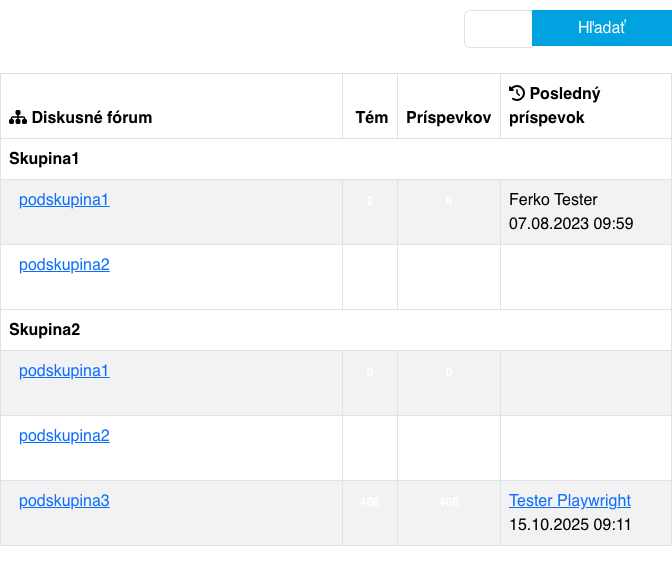 Hľadať
Diskusné fórum Tém Príspevkov Posledný príspevok
Skupina1
podskupina1 2 6 Ferko Tester
07.08.2023 09:59
podskupina2
Skupina2
podskupina1 0 0
podskupina2
podskupina3 406 408 Tester Playwright
15.10.2025 09:11